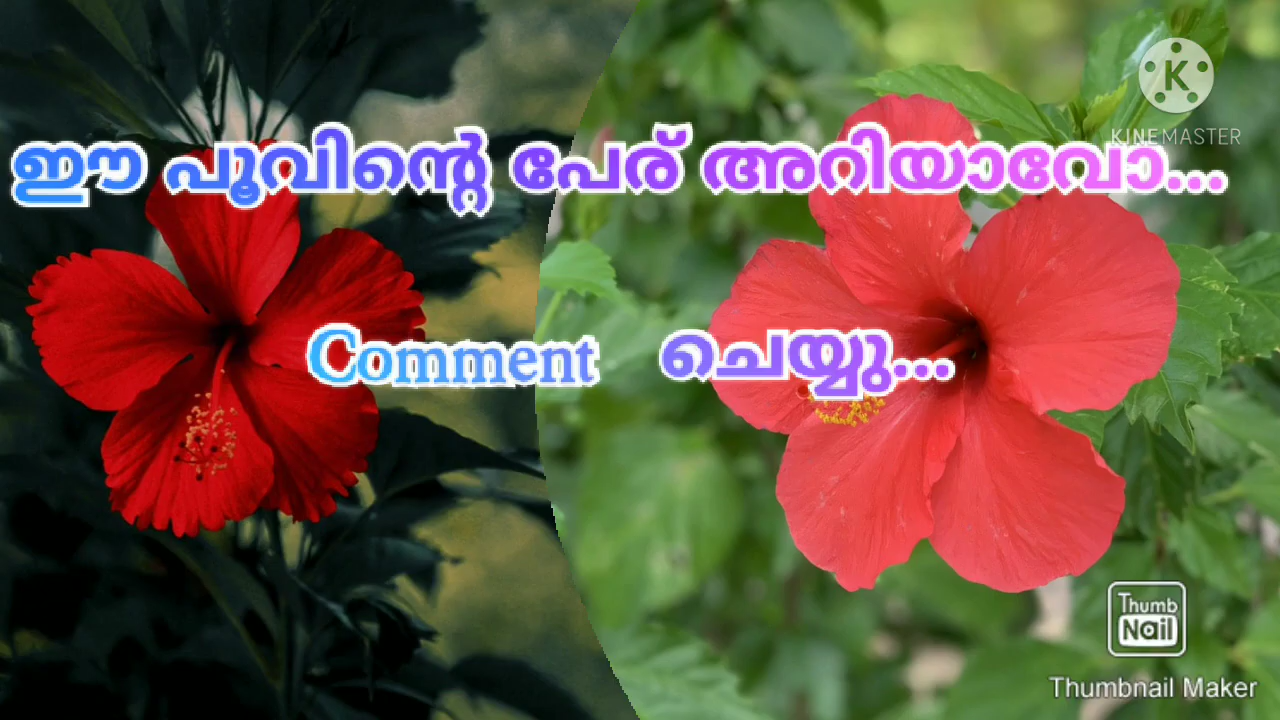 K
KINEMASTER
ഈ പൂവിന്റെ പേര് അറിയാവോ...
Comment ചെയ്യു...
Thumb
Nail
Thumbnail Maker